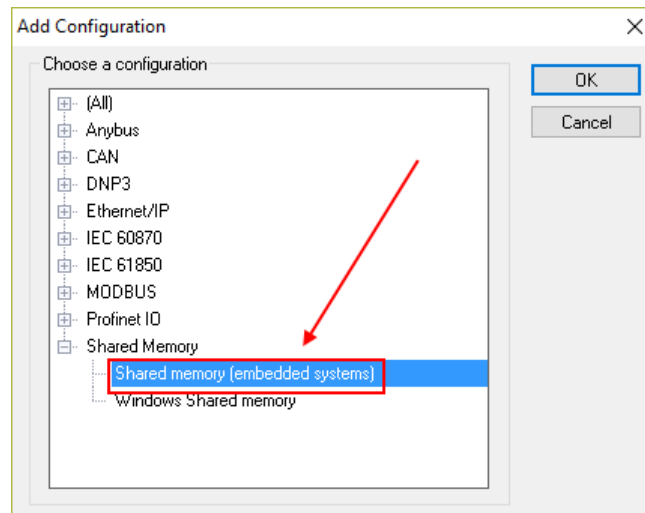 Add Configuration
Choose a configuration
OK
Cancel
(All)
Anybus
CAN
DNP3
Ethernet/IP
IEC 60870
IEC 61850
MODBUS
Profinet IO
Shared Memory
Shared memory (embedded systems)
Windows Shared memory